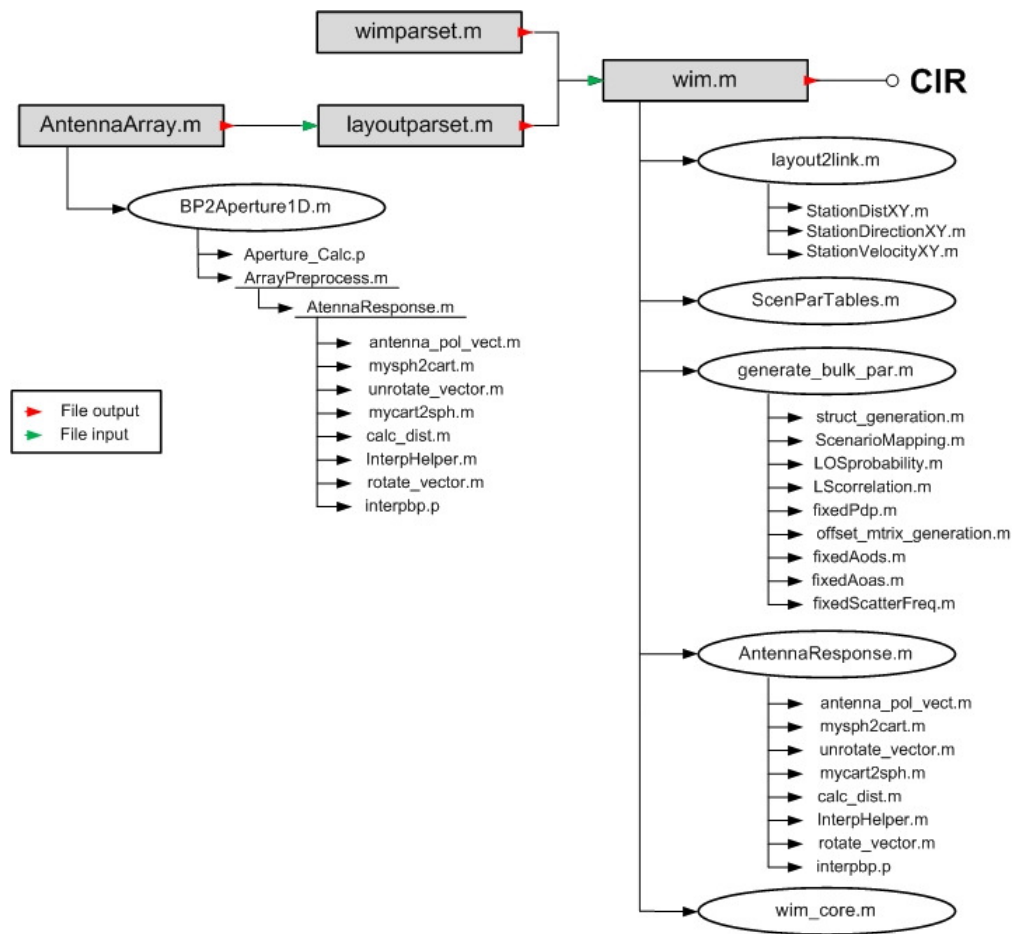 wimparset.m
wim.m
CIR
AntennaArray.m
layoutparset.m
BP2Aperture1D.m
Aperture_Calc.p
ArrayPreprocess.m
AtennaResponse.m
antenna_pol_vect.m
mysph2cart.m
unrotate_vector.m
mycart2sph.m
calc_dist.m
InterpHelper.m
rotate_vector.m
interpbp.p
File output
File input
layout2link.m
StationDistXY.m
StationDirectionXY.m
StationVelocityXY.m
ScenParTables.m
generate_bulk_par.m
struct_generation.m
ScenarioMapping.m
LOSprobability.m
LScorrelation.m
fixedPdp.m
offset_mtrix_generation.m
fixedAods.m
fixedAoas.m
fixedScatterFreq.m
AntennaResponse.m
antenna_pol_vect.m
mysph2cart.m
unrotate_vector.m
mycart2sph.m
calc_dist.m
InterpHelper.m
rotate_vector.m
interpbp.p
wim_core.m